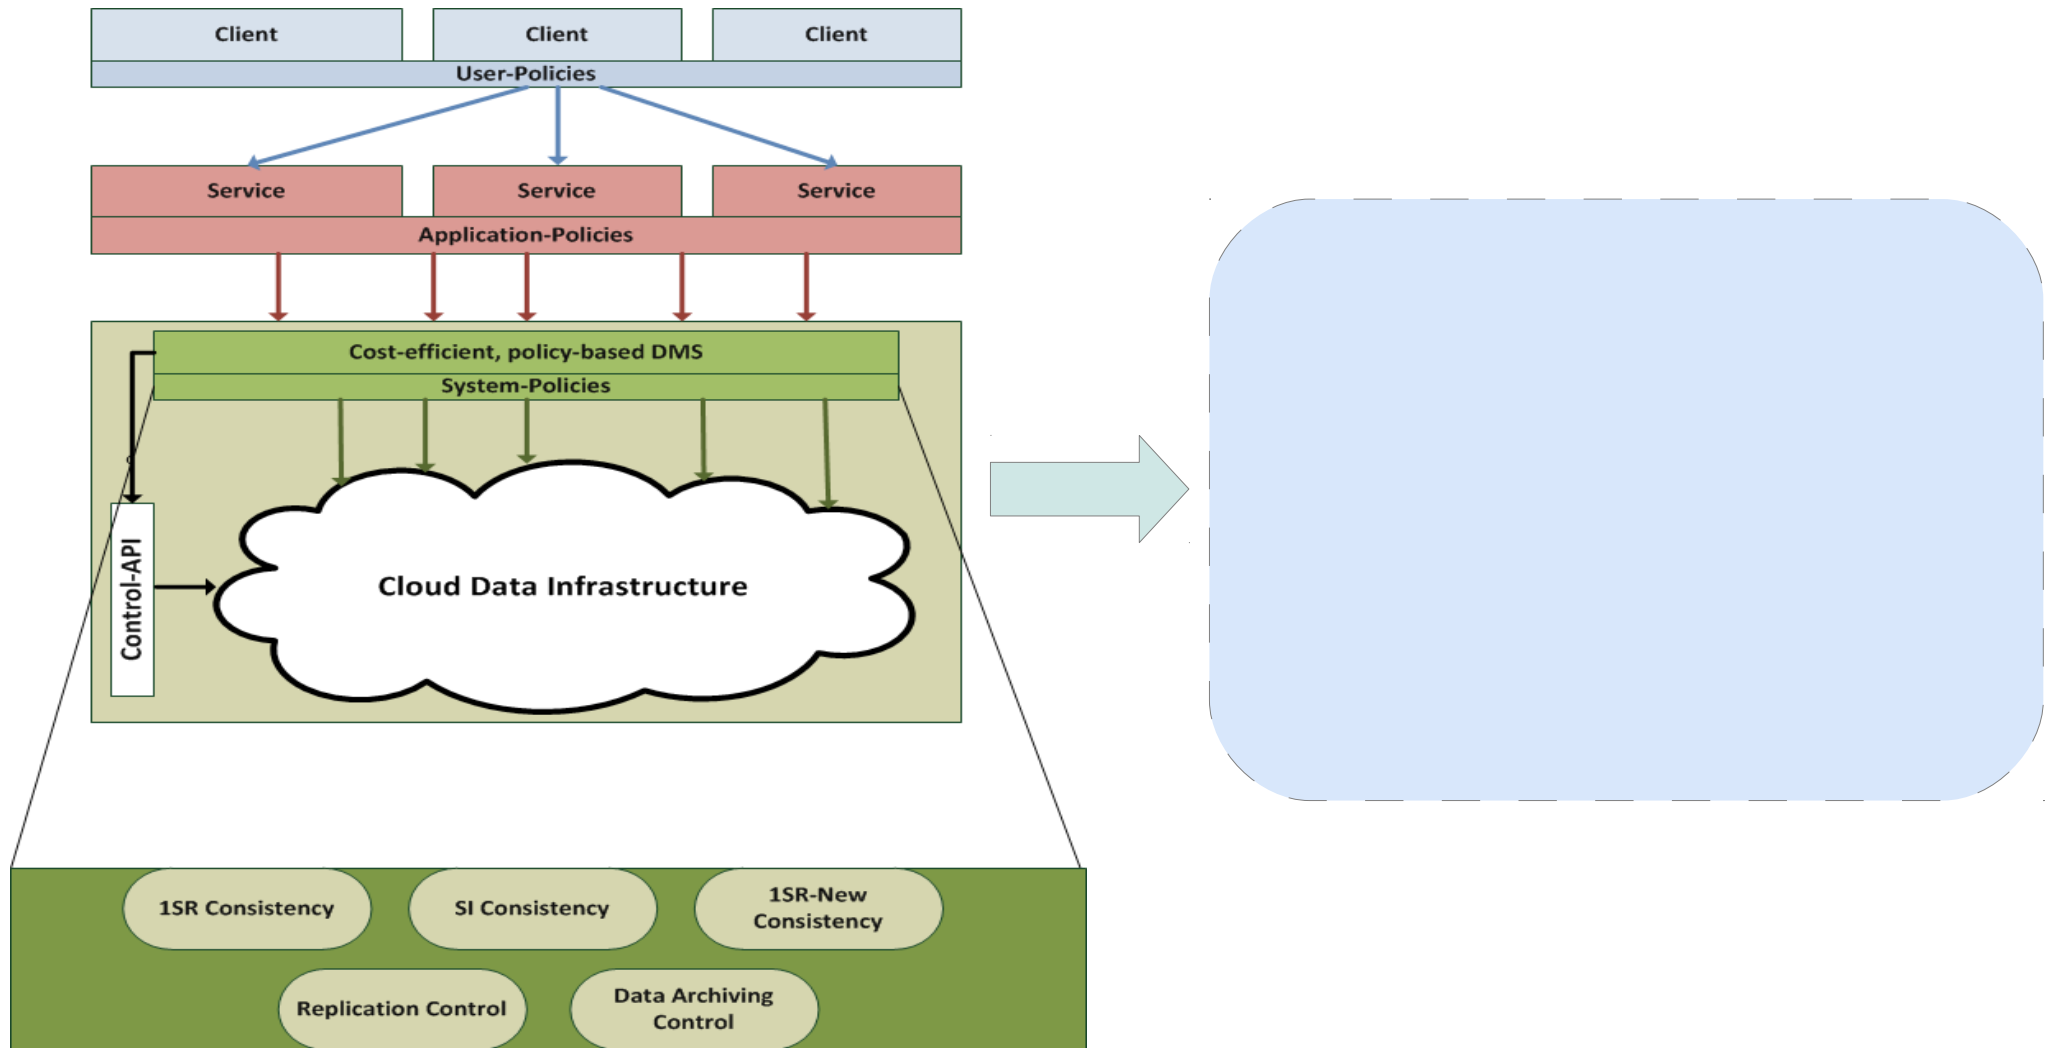 Client
Client
Client
User-Policies
Service
Service
Service
Application-Policies
Cost-efficient, policy-based DMS
System-Policies
Control-API
Cloud Data Infrastructure
1SR Consistency
SI Consistency
1SR-New
Consistency
Replication Control
Data Archiving
Control